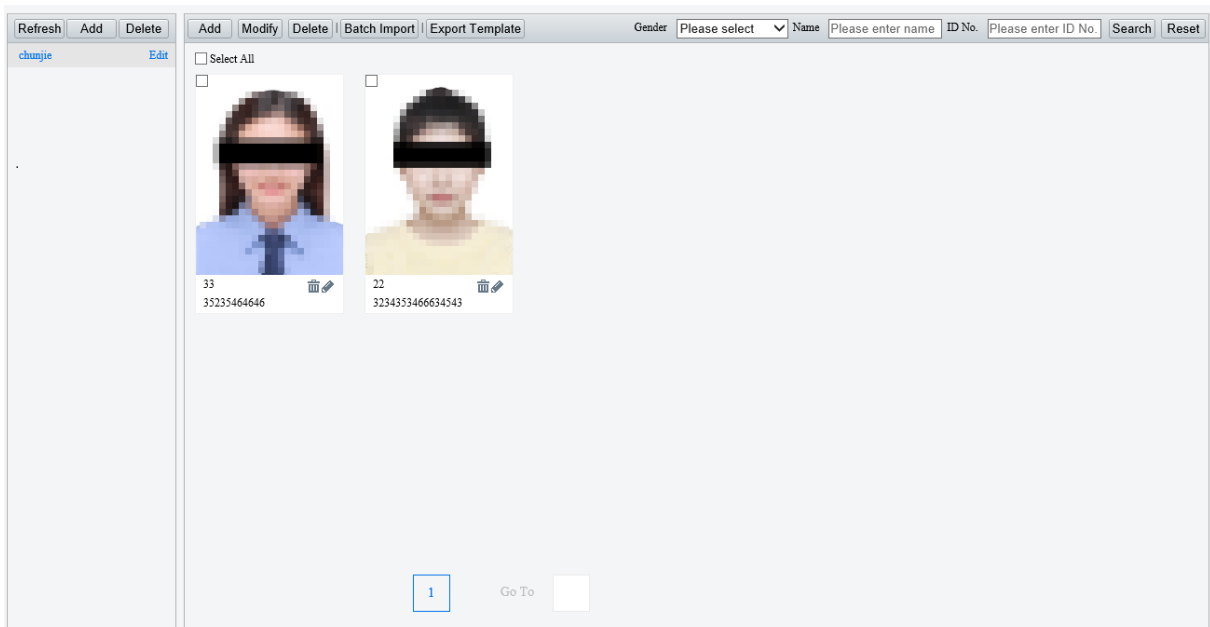 Refresh Add Delete
Add Modify Delete | Batch Import | Export Template Gender Please select Name Please enter name ID No. Please enter ID No. Search Reset
chunjie Edit
Select All
.
33
35235464646
22
3234353466634543
1 Go To